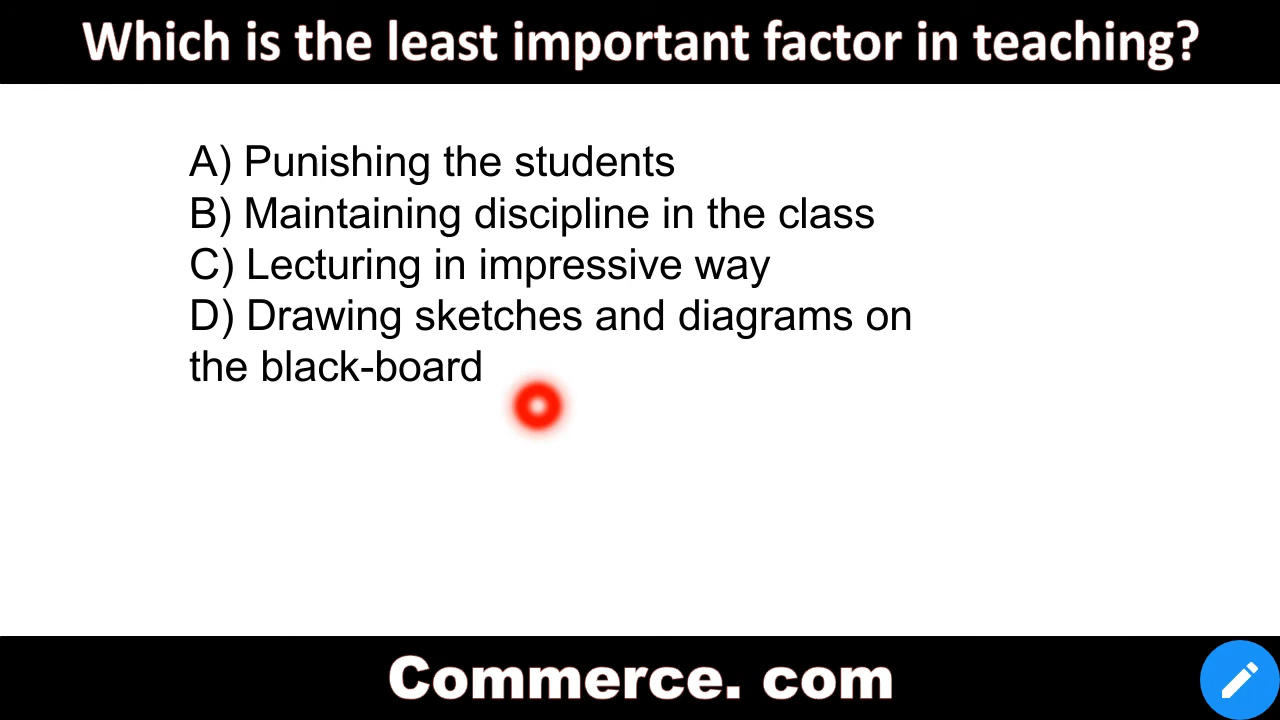 Which is the least important factor in teaching?
A) Punishing the students
B) Maintaining discipline in the class
C) Lecturing in impressive way
D) Drawing sketches and diagrams on
the black-board
Commerce. com